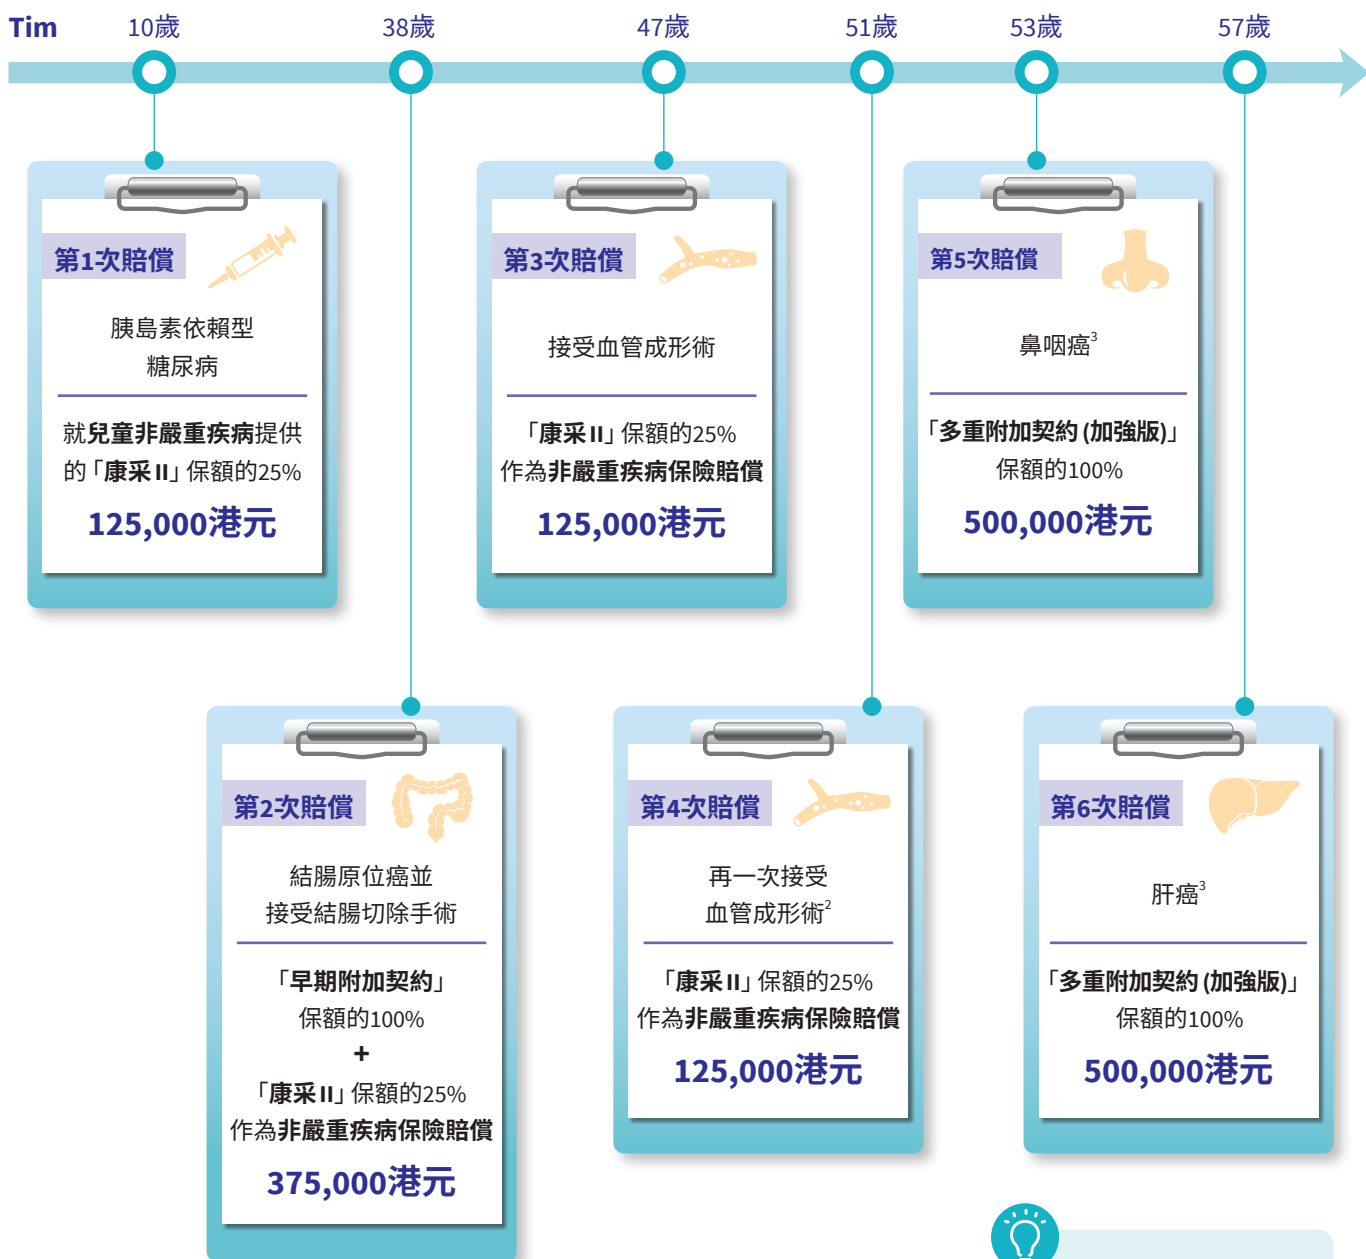 Tim
10歲
38歲
47歲
51歲
53歲
57歲
第1次賠償
胰島素依賴型
糖尿病
就兒童非嚴重疾病提供
的「康采II」保額的25%
125,000港元
第3次賠償
接受血管成形術
「康采II」保額的25%
作為非嚴重疾病保險賠償
125,000港元
第5次賠償
鼻咽癌3
「多重附加契約 (加強版)」
保額的100%
500,000港元
第2次賠償
結腸原位癌並
接受結腸切除手術
「早期附加契約」
保額的100%
+
「康采II」保額的25%
作為非嚴重疾病保險賠償
375,000港元
第4次賠償
再一次接受
血管成形術2
「康采II」保額的25%
作為非嚴重疾病保險賠償
125,000港元
第6次賠償
肝癌3
「多重附加契約 (加強版)」
保額的100%
500,000港元